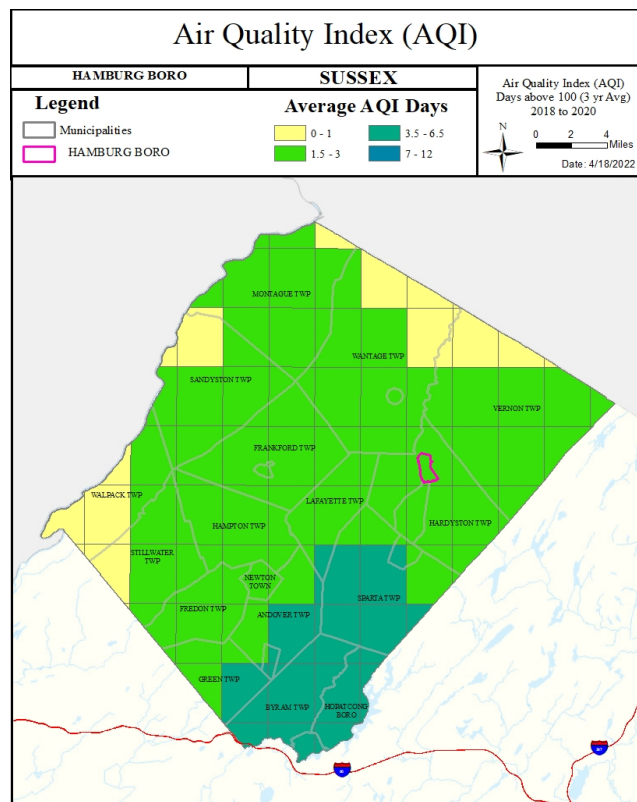 Air Quality Index (AQI)
HAMBURG BORO
SUSSEX
Legend
Municipalities
HAMBURG BORO
Average AQI Days
0 - 1
3.5 - 6.5
1.5 - 3
7 - 12
Air Quality Index (AQI)
Days above 100 (3 yr Avg)
2018 to 2020
N
0 2 4
Miles
Date: 4/18/2022
MONTAGUE TWP
WANTAGE TWP
SANDYSTON TWP
VERNON TWP
FRANKFORD TWP
WALPACK TWP
LAFAYETTE TWP
HAMPTON TWP
HARDYSTON TWP
STILLWATER
TWP
NEWTON
TOWN
SPARTA TWP
FREDON TWP
ANDOVER TWP
GREEN TWP
BYRAM TWP
HOPATCONG
BORO